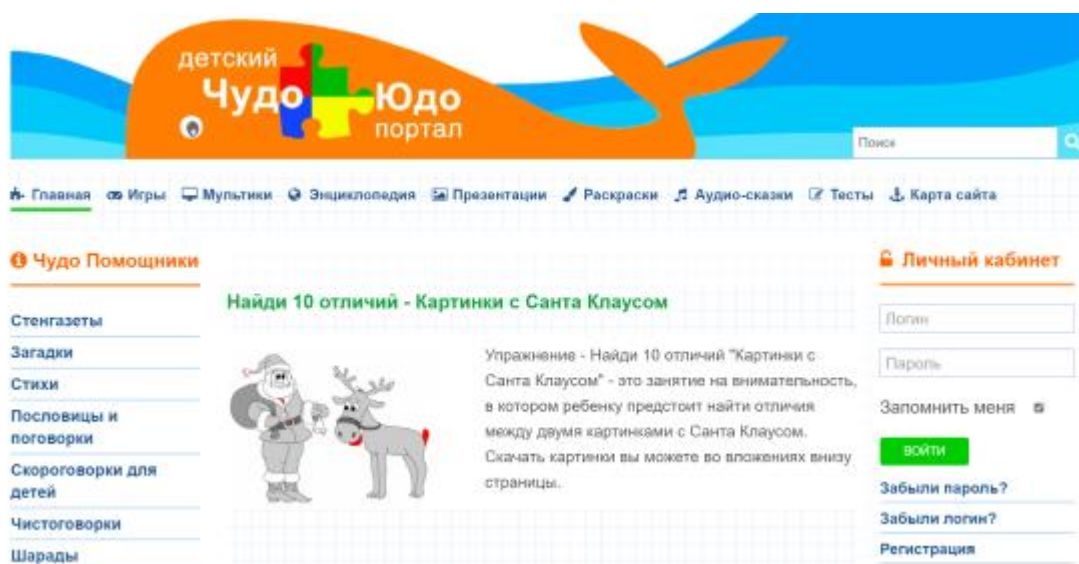 детский
Чудо Юдо
портал
Поиск
Главная Игры Мультики Энциклопедия Презентации Раскраски Аудио-сказки Тесты Карта сайта
Чудо Помощники
Стенгазеты
Загадки
Стихи
Пословицы и
поговорки
Скороговорки для
детей
Чистоговорки
Шарады
Найди 10 отличий - Картинки с Санта Клаусом
Упражнение - Найди 10 отличий "Картинки с
Санта Клаусом" - это занятие на внимательность,
в котором ребенку предстоит найти отличия
между двумя картинками с Санта Клаусом.
Скачать картинки вы можете во вложениях внизу
страницы.
Личный кабинет
Логин
Пароль
Запомнить меня
ВОЙТИ
Забыли пароль?
Забыли логин?
Регистрация